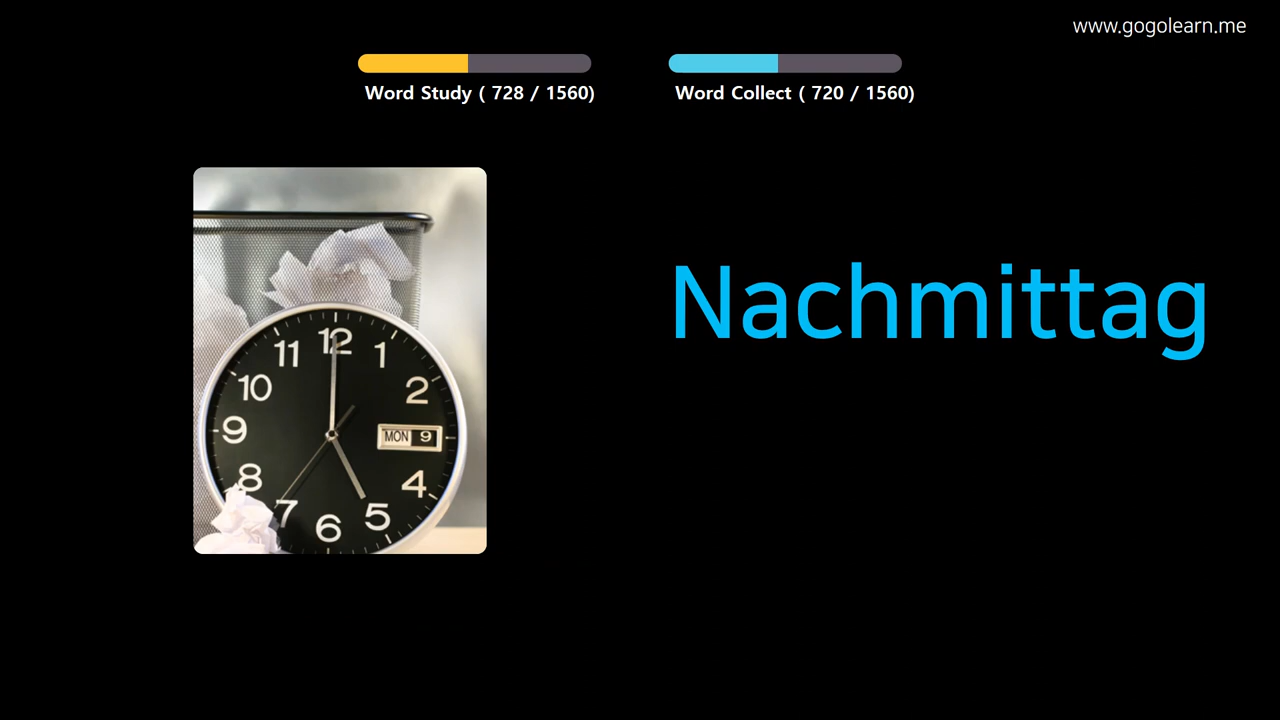 www.gogolearn.me
Word Study ( 728 / 1560)
Word Collect ( 720 / 1560)
Nachmittag
12
11
1
10
2
9
MON 9
8
4
7
5
6